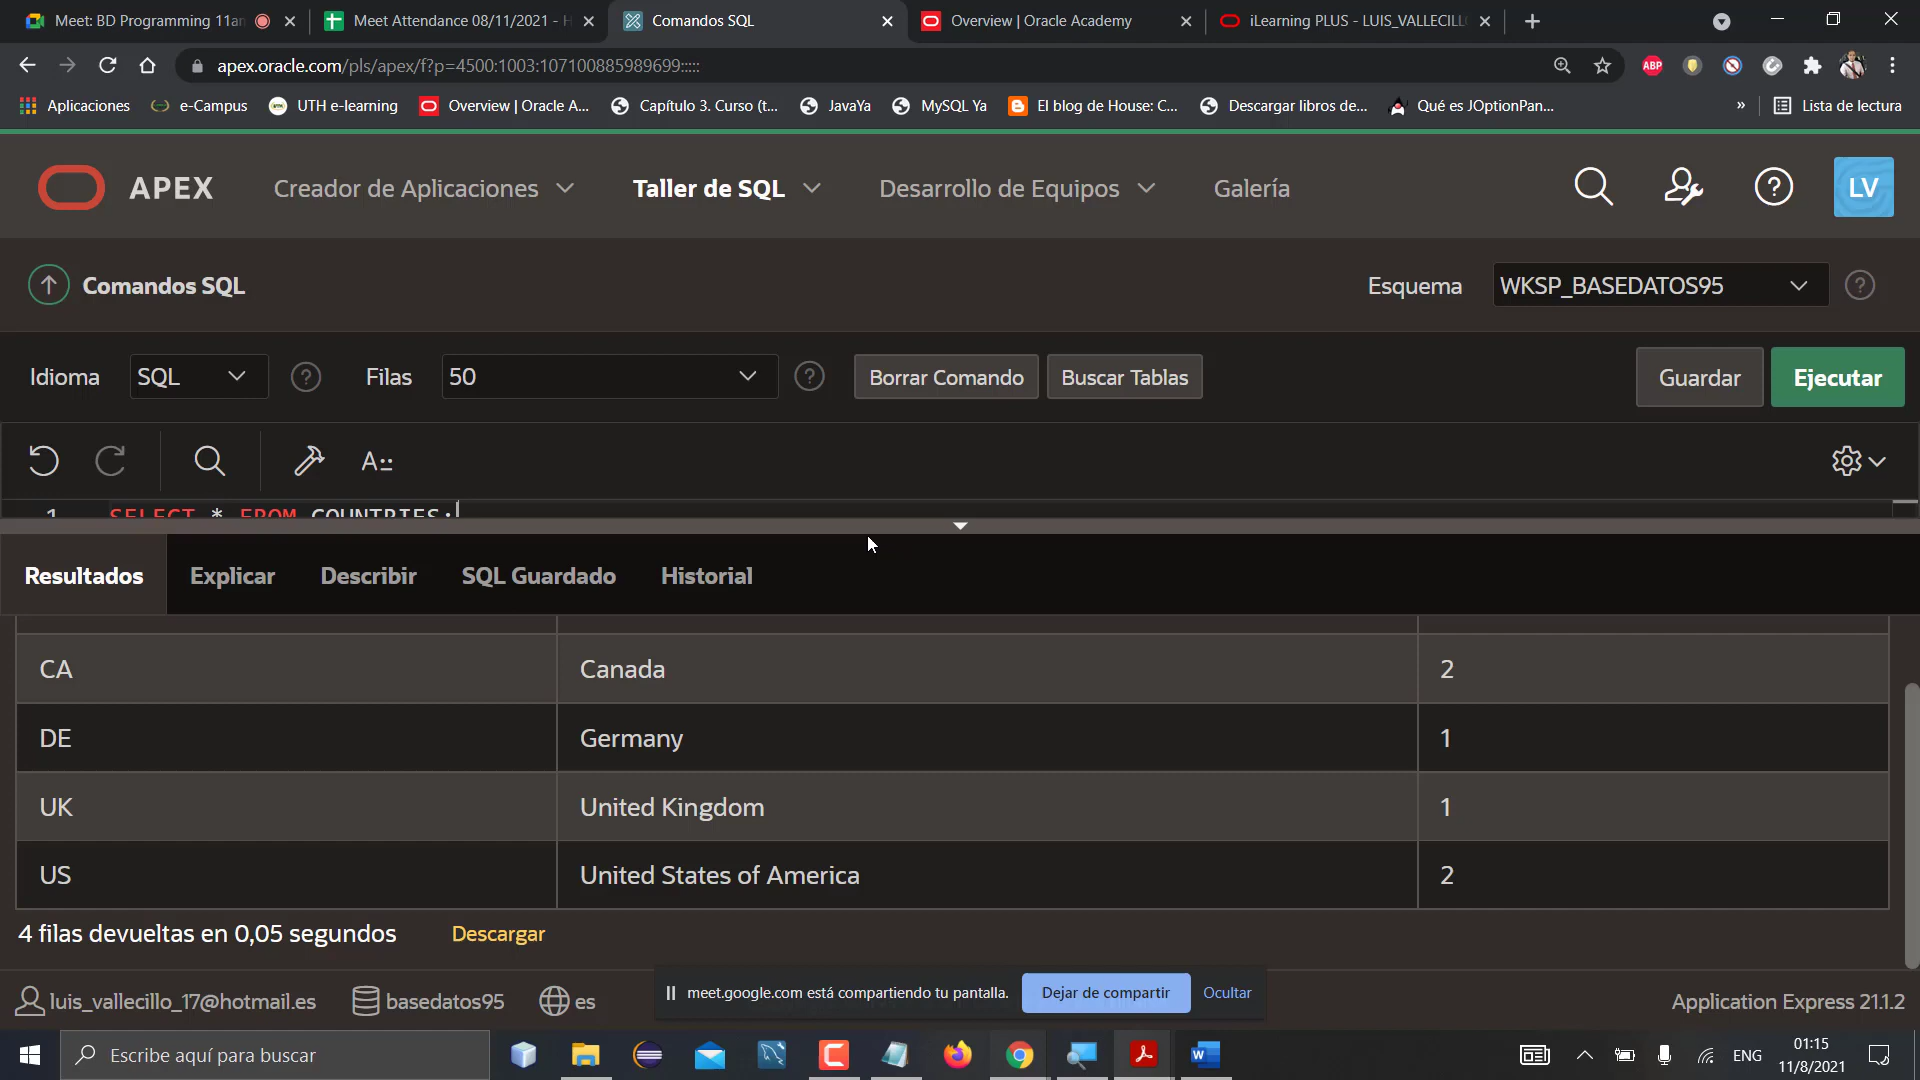 Meet: BD Programming 11am
Meet Attendance 08/11/2021 - H
Comandos SQL
Overview | Oracle Academy
iLearning PLUS - LUIS_VALLECILL
apex.oracle.com/pls/apex/f?p=4500:1003:107100885989699:::::
ABP
Aplicaciones
e-Campus
UTH e-learning
Overview | Oracle A...
Capítulo 3. Curso (t...
JavaYa
MySQL Ya
El blog de House: C...
Descargar libros de...
Qué es JOptionPan...
»
Lista de lectura
APEX
Creador de Aplicaciones
Taller de SQL
Desarrollo de Equipos
Galería
LV
Comandos SQL
Esquema
WKSP_BASEDATOS95
Idioma
SQL
Filas
50
Borrar Comando
Buscar Tablas
Guardar
Ejecutar
1 SELECT * FROM COUNTRIES;
Resultados
Explicar
Describir
SQL Guardado
Historial
CA Canada 2
DE Germany 1
UK United Kingdom 1
US United States of America 2
4 filas devueltas en 0,05 segundos
Descargar
luis_vallecillo_17@hotmail.es
basedatos95
es
meet.google.com está compartiendo tu pantalla.
Dejar de compartir
Ocultar
Application Express 21.1.2
Escribe aquí para buscar
ENG
01:15
11/8/2021